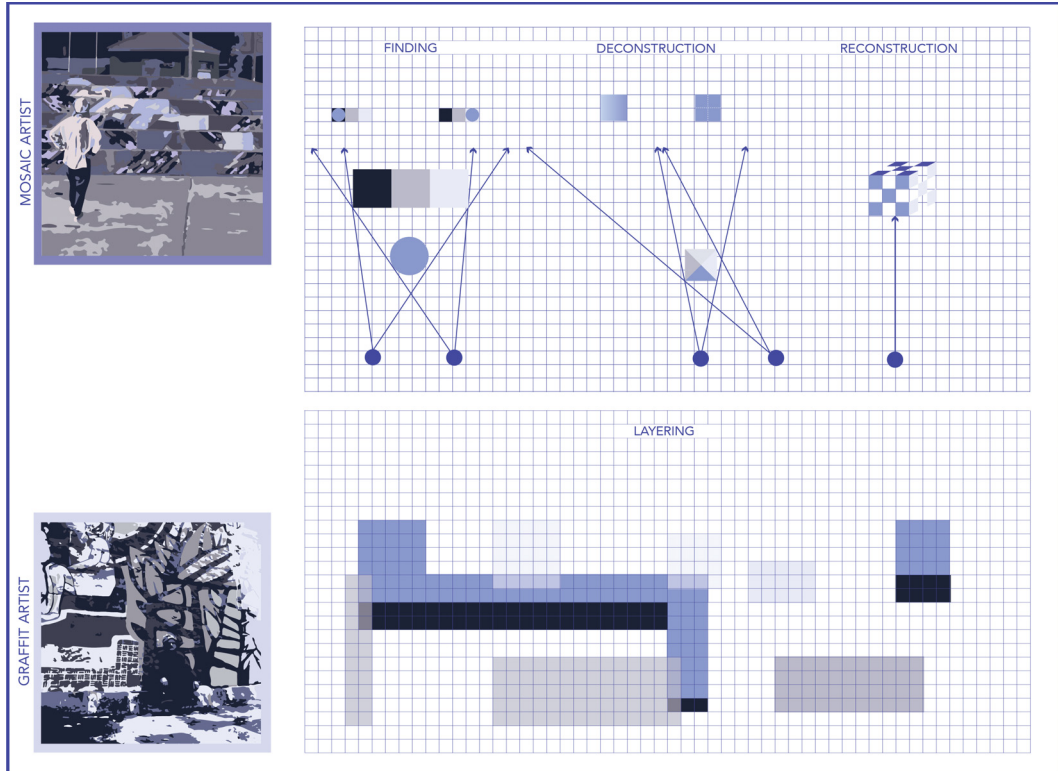 MOSAIC ARTIST
FINDING
DECONSTRUCTION
RECONSTRUCTION
GRAFFIT ARTIST
LAYERING